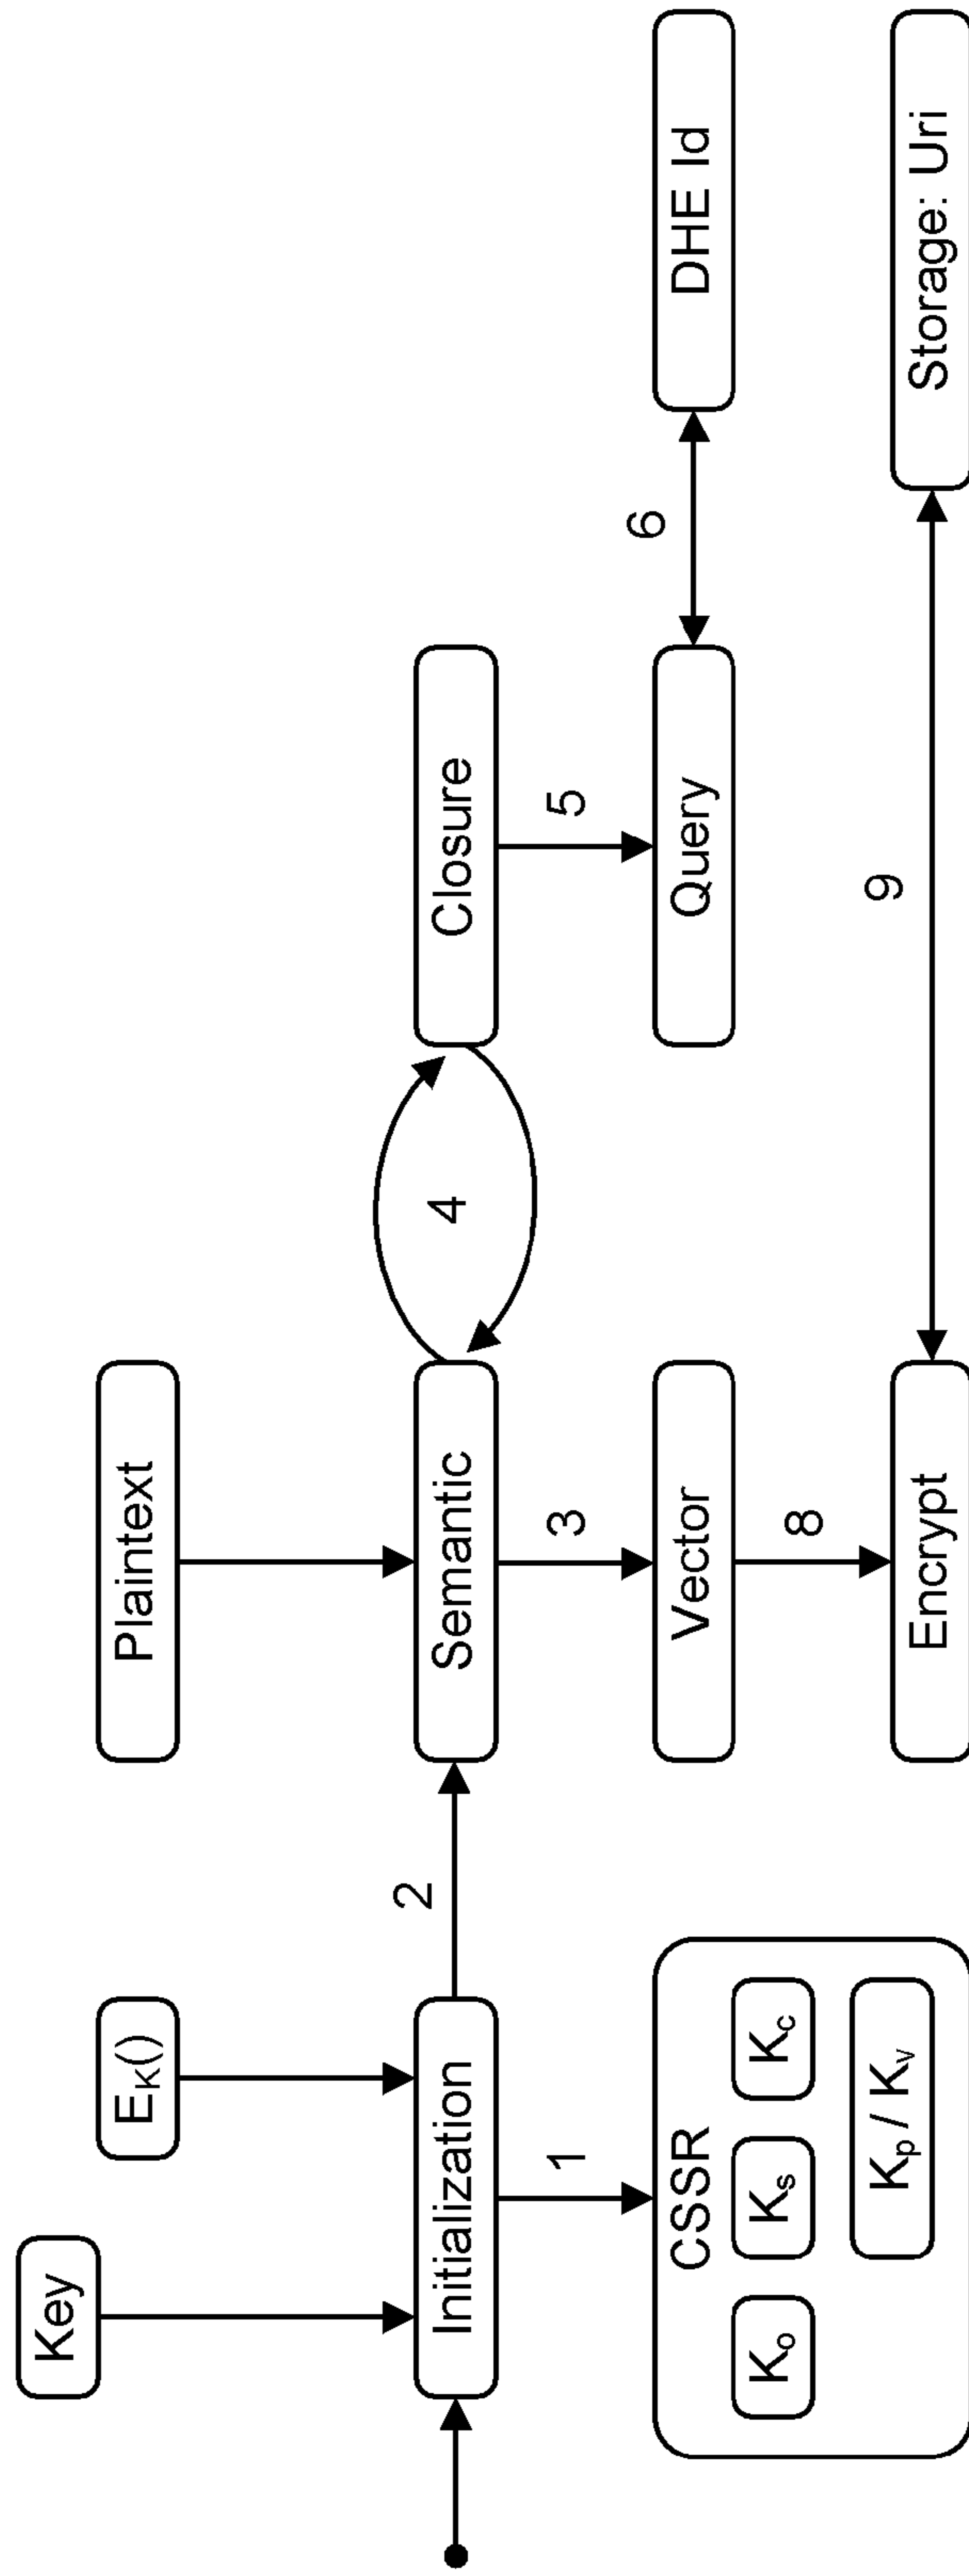 Key
E_K()
Plaintext
Initialization
2
Semantic
4
Closure
1
3
5
CSSR
K_o
K_s
K_c
K_p / K_v
Vector
Query
6
DHE Id
8
9
Encrypt
Storage: Uri